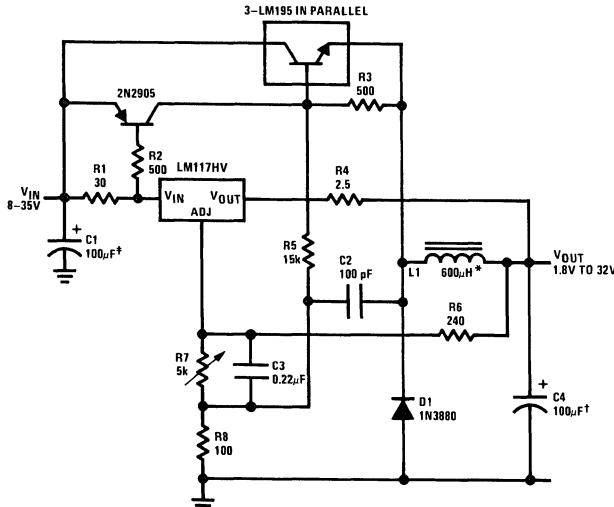 3–LM195 IN PARALLEL
2N2905
R3
500
R1
30
R2
500
LM117HV
VIN
VOUT
ADJ
R4
2.5
VIN
8–35V
+
C1
100μF‡
R5
15k
C2
100 pF
L1
600μH*
VOUT
1.8V TO 32V
R6
240
R7
5k
C3
0.22μF
D1
1N3880
+
C4
100μF†
R8
100